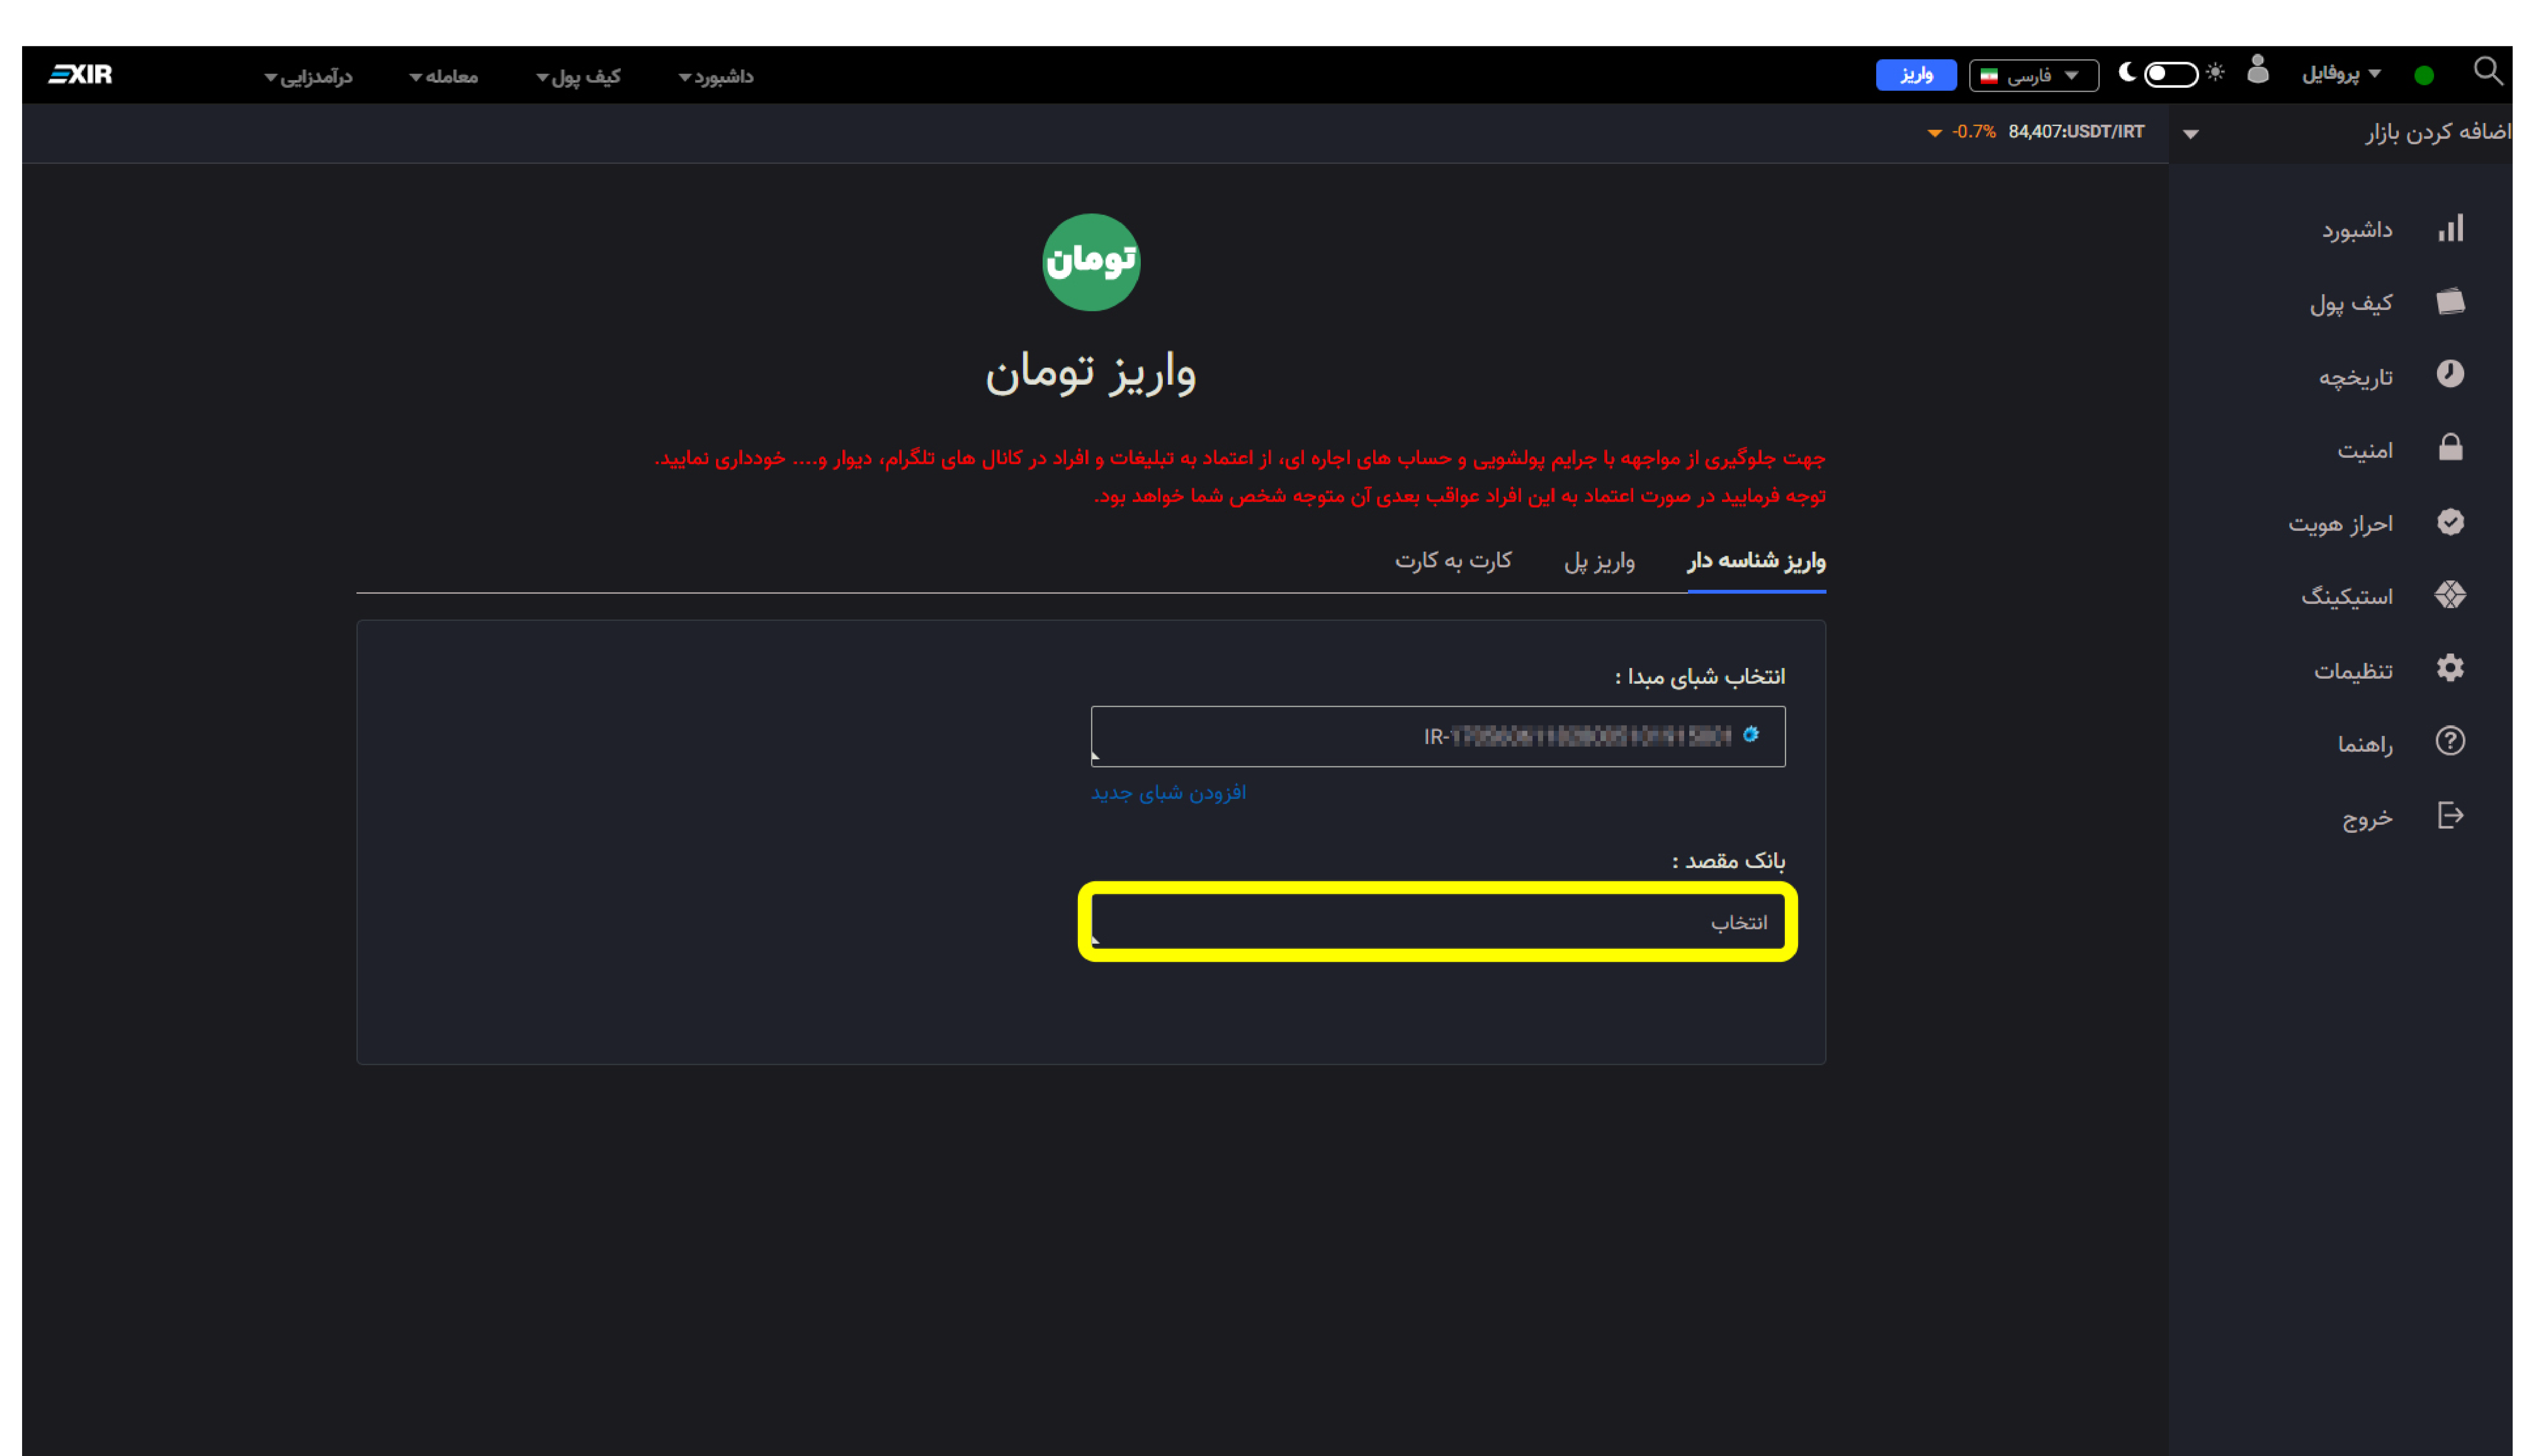 EXIR
داشبورد
کیف پول
معامله
درآمدزایی
پروفایل
فارسی
واریز
اضافه کردن بازار
USDT/IRT:84,407 -0.7%
داشبورد
کیف پول
تاریخچه
امنیت
احراز هویت
استیکینگ
تنظیمات
راهنما
خروج
تومان
واریز تومان
جهت جلوگیری از مواجهه با جرایم پولشویی و حساب های اجاره ای، از اعتماد به تبلیغات و افراد در کانال های تلگرام، دیوار و.... خودداری نمایید.
توجه فرمایید در صورت اعتماد به این افراد عواقب بعدی آن متوجه شخص شما خواهد بود.
واریز شناسه دار
واریز پل
کارت به کارت
انتخاب شبای مبدا :
IR-
افزودن شبای جدید
بانک مقصد :
انتخاب